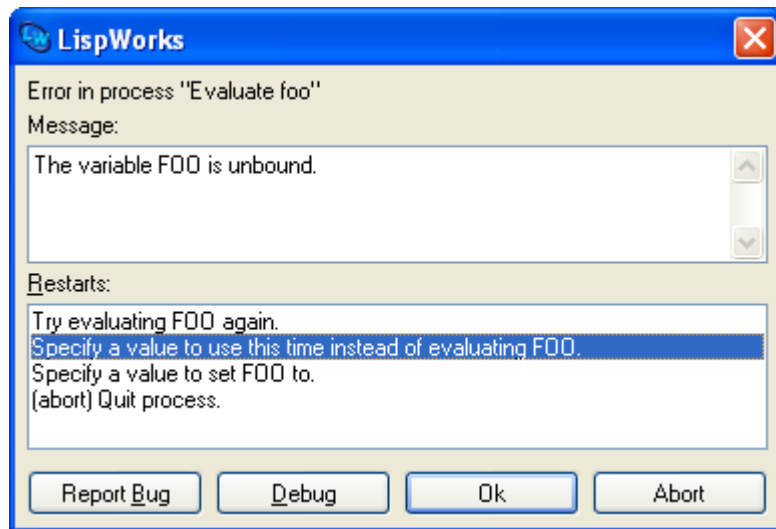 LispWorks
Error in process "Evaluate foo"
Message:
The variable FOO is unbound.
Restarts:
Try evaluating FOO again.
Specify a value to use this time instead of evaluating FOO.
Specify a value to set FOO to.
(abort) Quit process.
Report Bug Debug Ok Abort